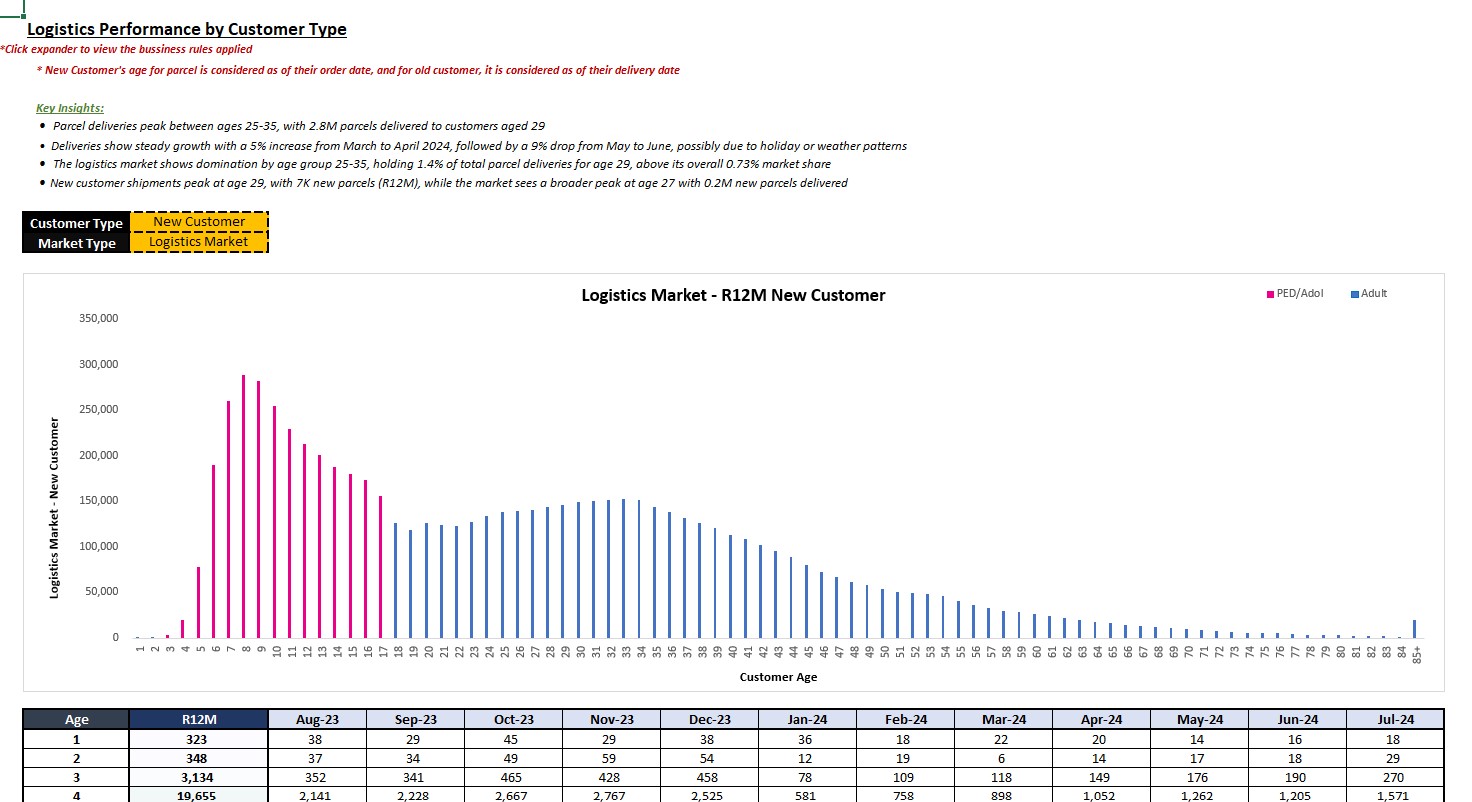 Logistics Performance by Customer Type
*Click expander to view the bussiness rules applied
* New Customer's age for parcel is considered as of their order date, and for old customer, it is considered as of their delivery date
Key Insights:
• Parcel deliveries peak between ages 25-35, with 2.8M parcels delivered to customers aged 29
• Deliveries show steady growth with a 5% increase from March to April 2024, followed by a 9% drop from May to June, possibly due to holiday or weather patterns
• The logistics market shows domination by age group 25-35, holding 1.4% of total parcel deliveries for age 29, above its overall 0.73% market share
• New customer shipments peak at age 29, with 7K new parcels (R12M), while the market sees a broader peak at age 27 with 0.2M new parcels delivered
Customer Type New Customer
Market Type Logistics Market
Logistics Market - R12M New Customer
PED/Adol Adult
Logistics Market - New Customer
350,000
300,000
250,000
200,000
150,000
100,000
50,000
0
1 2 3 4 5 6 7 8 9 10 11 12 13 14 15 16 17 18 19 20 21 22 23 24 25 26 27 28 29 30 31 32 33 34 35 36 37 38 39 40 41 42 43 44 45 46 47 48 49 50 51 52 53 54 55 56 57 58 59 60 61 62 63 64 65 66 67 68 69 70 71 72 73 74 75 76 77 78 79 80 81 82 83 84 85+
Customer Age
Age R12M Aug-23 Sep-23 Oct-23 Nov-23 Dec-23 Jan-24 Feb-24 Mar-24 Apr-24 May-24 Jun-24 Jul-24
1 323 38 29 45 29 38 36 18 22 20 14 16 18
2 348 37 34 49 59 54 12 19 6 14 17 18 29
3 3,134 352 341 465 428 458 78 109 118 149 176 190 270
4 19,655 2,141 2,228 2,667 2,767 2,525 581 758 898 1,052 1,262 1,205 1,571